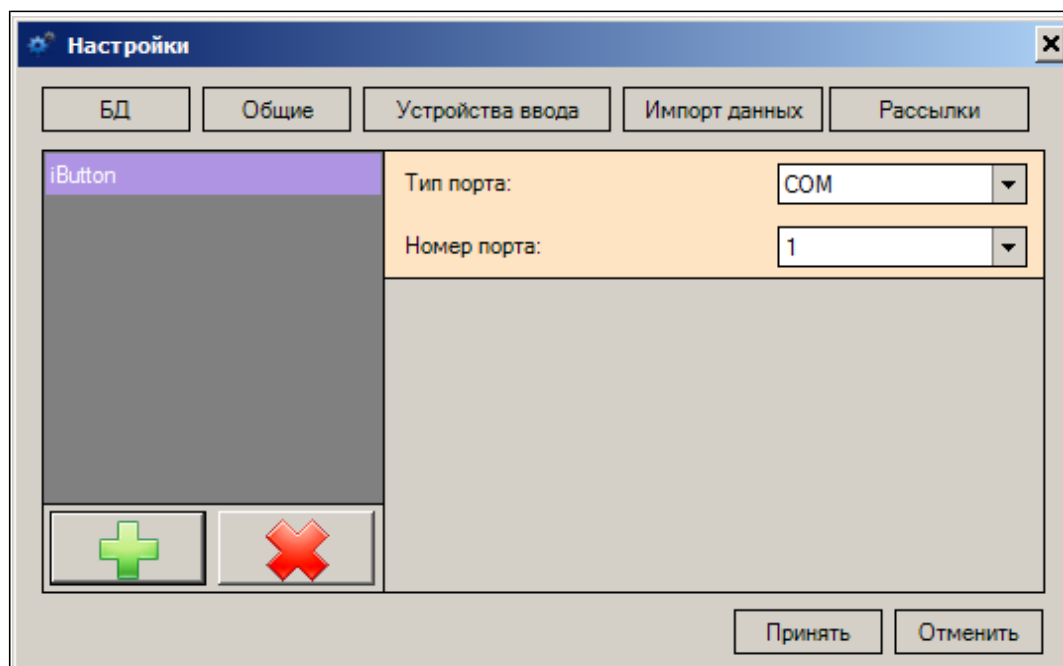 Настройки
БД Общие Устройства ввода Импорт данных Рассылки
iButton
Тип порта: COM
Номер порта: 1
Принять Отменить